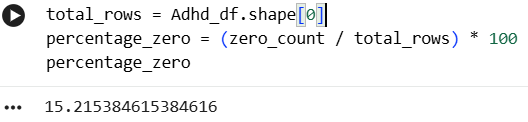 total_rows = Adhd_df.shape[0]
percentage_zero = (zero_count / total_rows) * 100
percentage_zero
15.215384615384616